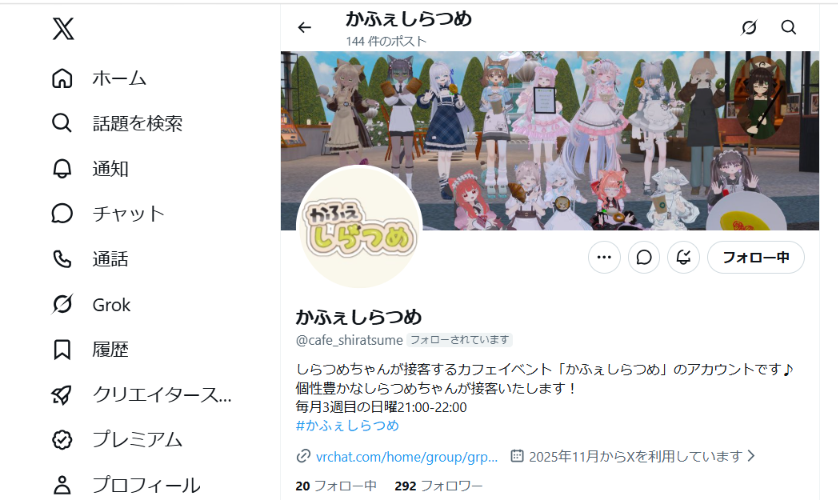 かふぇしらつめ
144 件のポスト
ホーム
話題を検索
通知
チャット
通話
Grok
履歴
クリエイタース...
プレミアム
プロフィール
かふぇ
しらつめ
フォロー中
かふぇしらつめ
@cafe_shiratsume フォローされています
しらつめちゃんが接客するカフェイベント「かふぇしらつめ」のアカウントです♪
個性豊かなしらつめちゃんが接客いたします！
毎月3週目の日曜21:00-22:00
#かふぇしらつめ
vrchat.com/home/group/grp... 2025年11月からXを利用しています
20 フォロー中 292 フォロワー